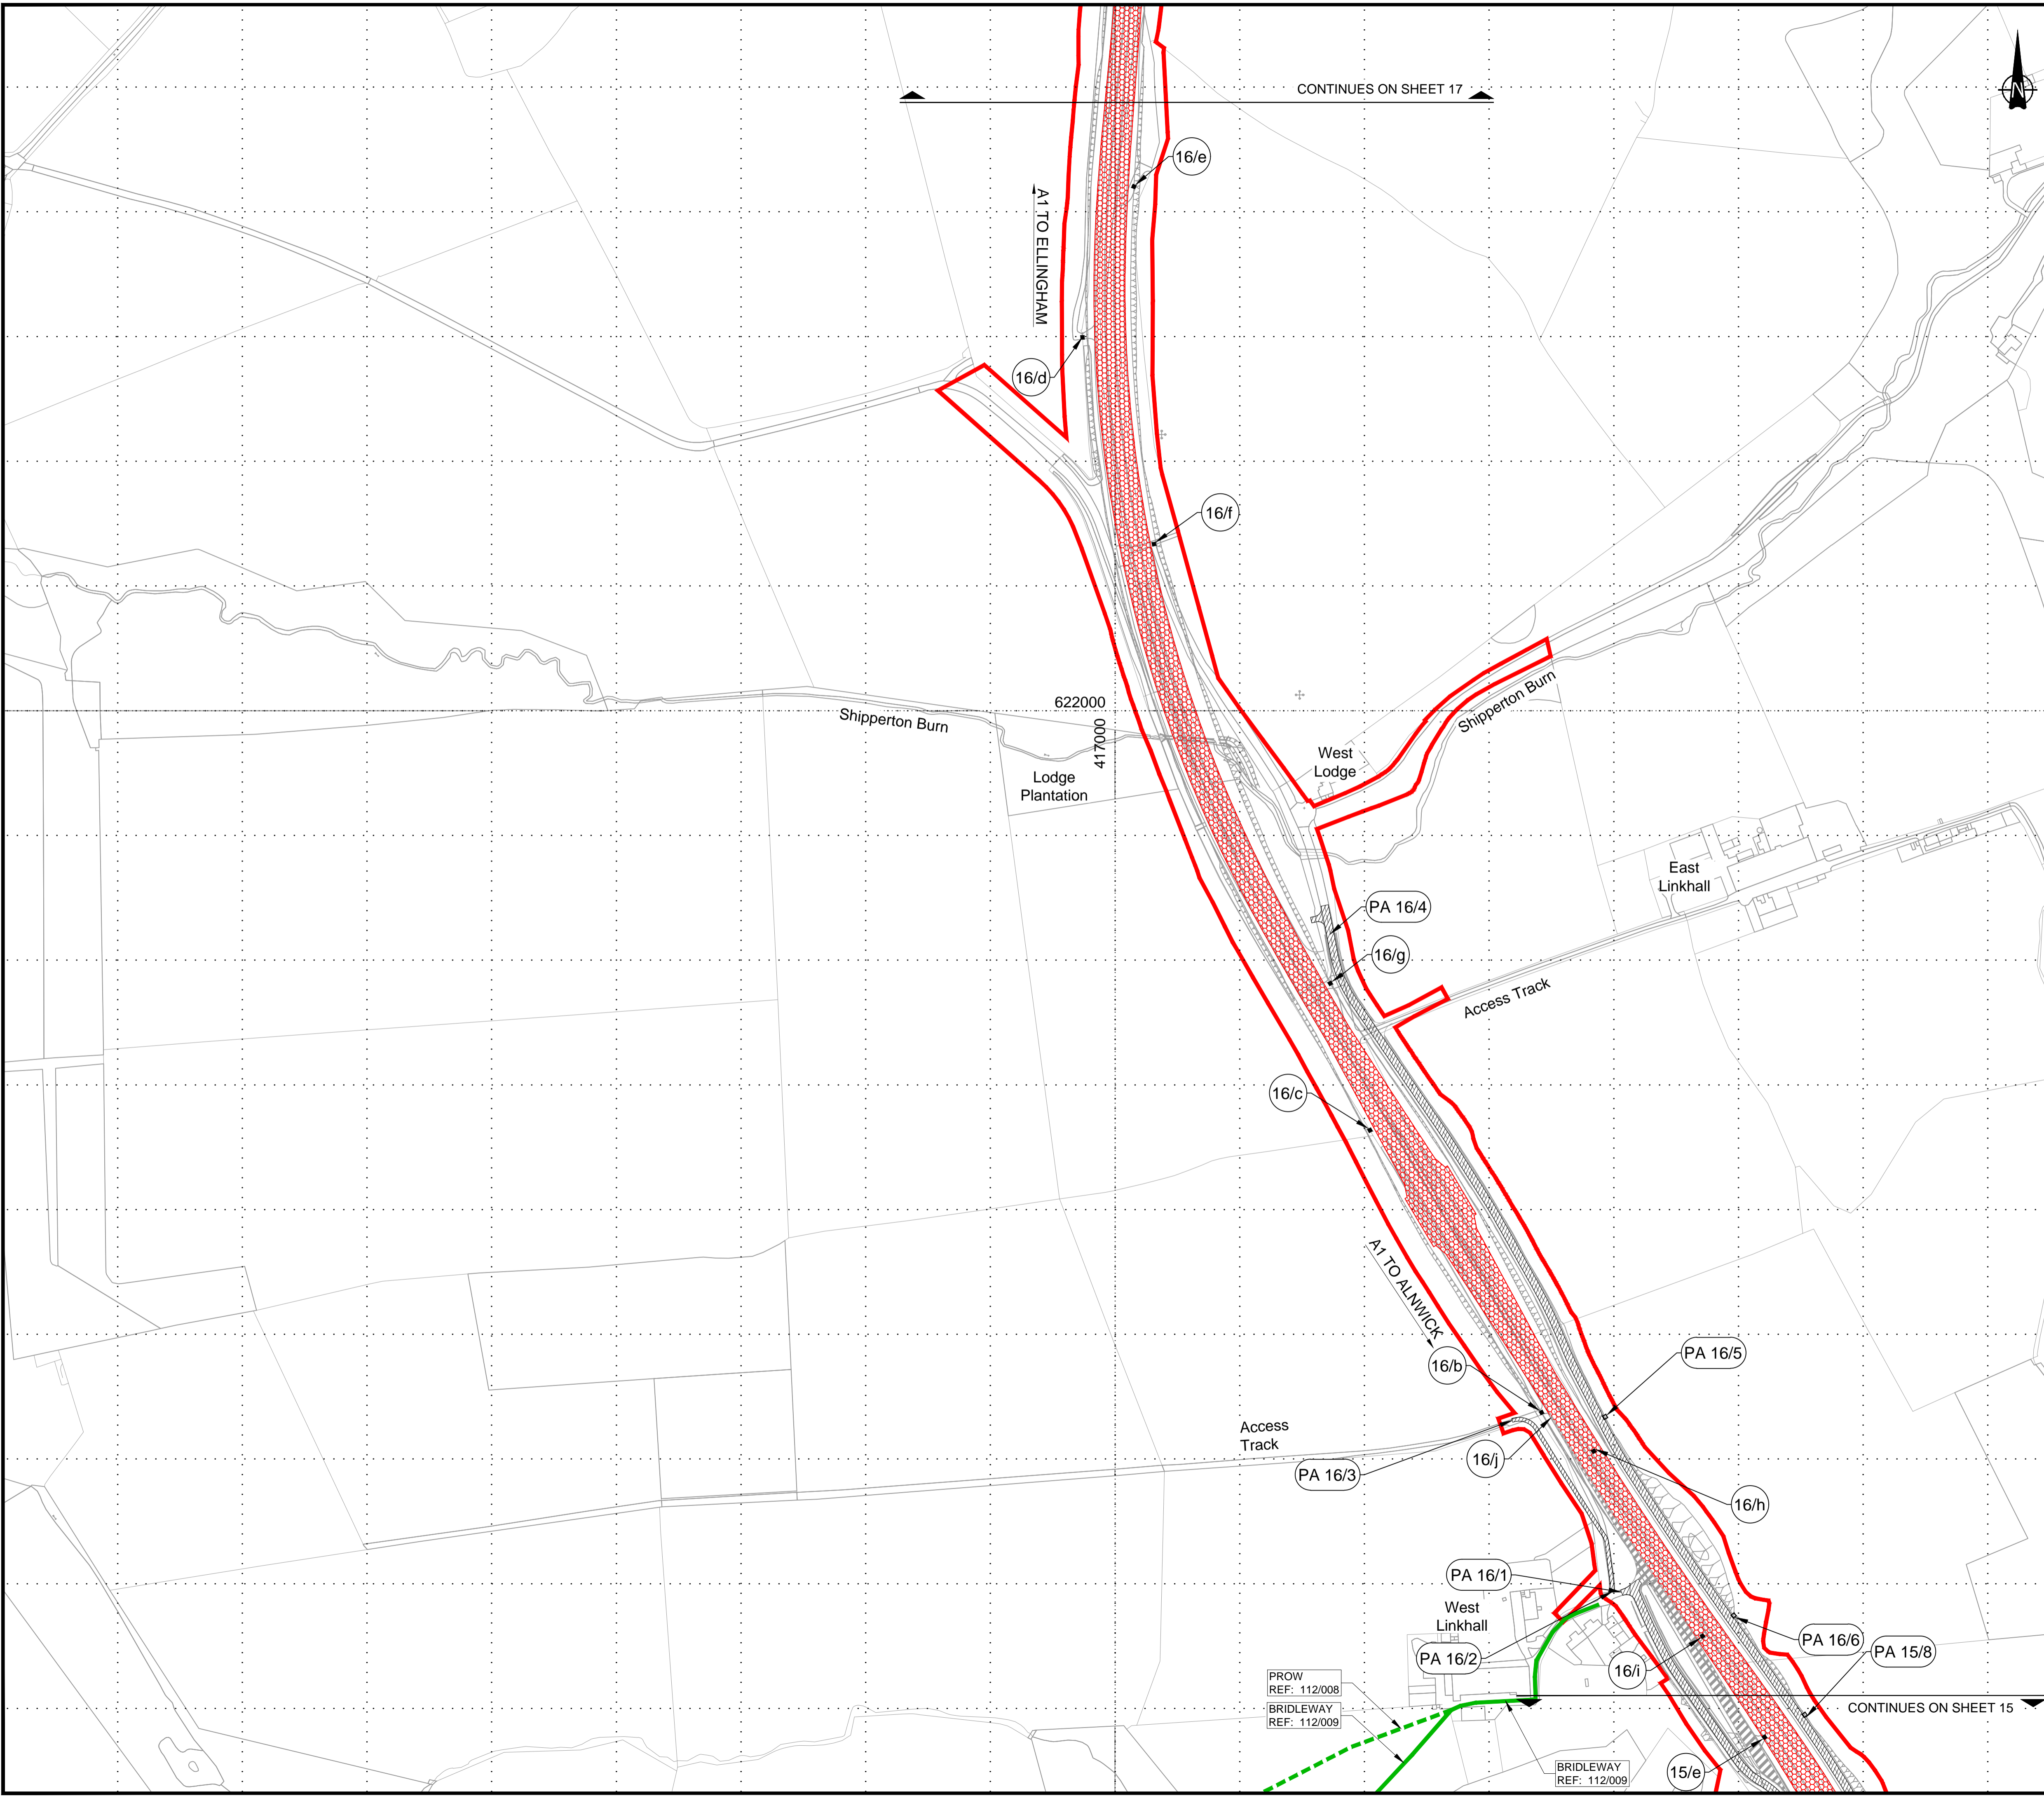 CONTINUES ON SHEET 17
N
16/e
A1 TO ELLINGHAM
16/d
16/f
622000
417000
Shipperton Burn
Shipperton Burn
West
Lodge
Lodge
Plantation
East
Linkhall
PA 16/4
16/g
Access Track
16/c
A1 TO ALNWICK
PA 16/5
16/b
Access
Track
16/j
PA 16/3
16/h
PA 16/1
West
Linkhall
PA 16/2
PA 16/6
PA 15/8
16/i
PROW
REF: 112/008
BRIDLEWAY
REF: 112/009
CONTINUES ON SHEET 15
BRIDLEWAY
REF: 112/009
15/e